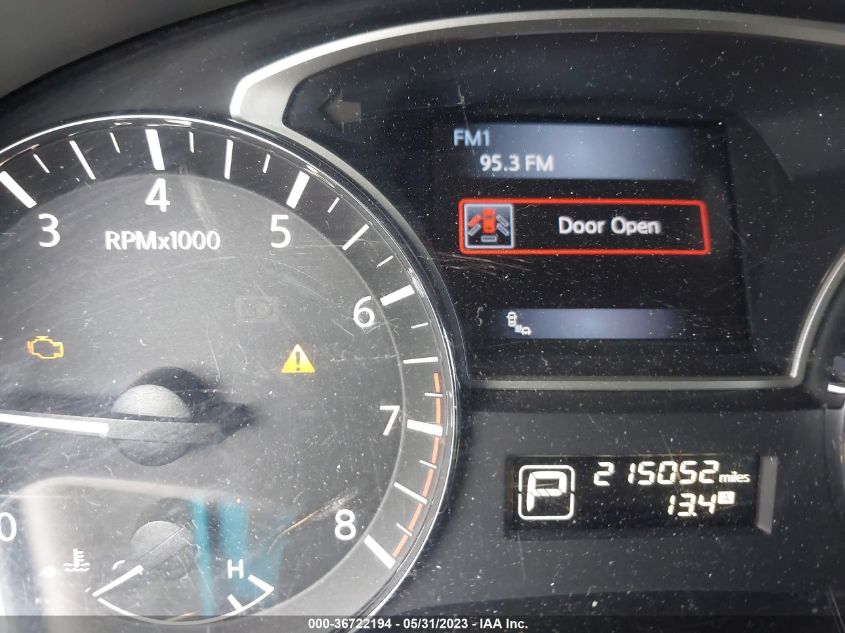 FM1
95.3 FM
Door Open
3
4
5
RPMx1000
6
7
8
0
H
P
215052 miles
13.4
000-36722194 - 05/31/2023 - IAA Inc.